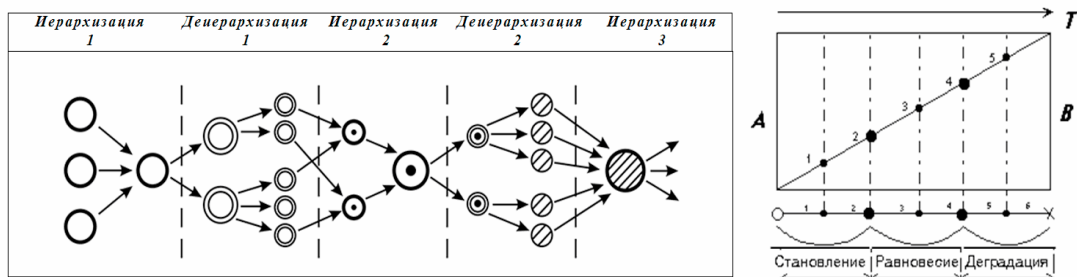 Иерархизация 1
Деиерархизация 1
Иерархизация 2
Деиерархизация 2
Иерархизация 3
T
A
B
5
4
3
2
1
1 2 3 4 5 6
Становление Равновесие Деградация